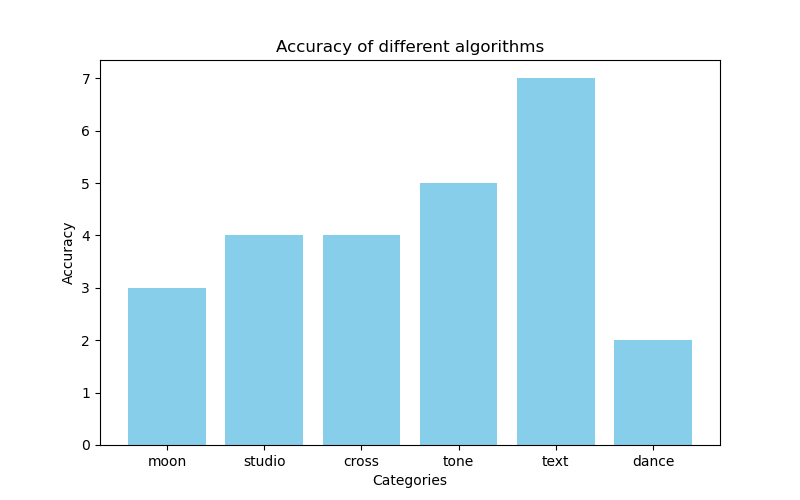 Accuracy of different algorithms
Accuracy
7
6
5
4
3
2
1
0
moon studio cross tone text dance
Categories